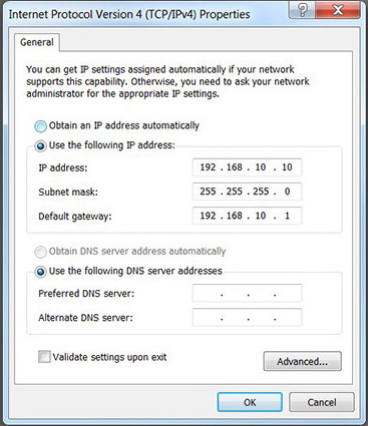 Internet Protocol Version 4 (TCP/IPv4) Properties
General
You can get IP settings assigned automatically if your network
supports this capability. Otherwise, you need to ask your network
administrator for the appropriate IP settings.
Obtain an IP address automatically
Use the following IP address:
IP address: 192 . 168 . 10 . 10
Subnet mask: 255 . 255 . 255 . 0
Default gateway: 192 . 168 . 10 . 1
Obtain DNS server address automatically
Use the following DNS server addresses
Preferred DNS server: . . .
Alternate DNS server: . . .
Validate settings upon exit
Advanced...
OK Cancel